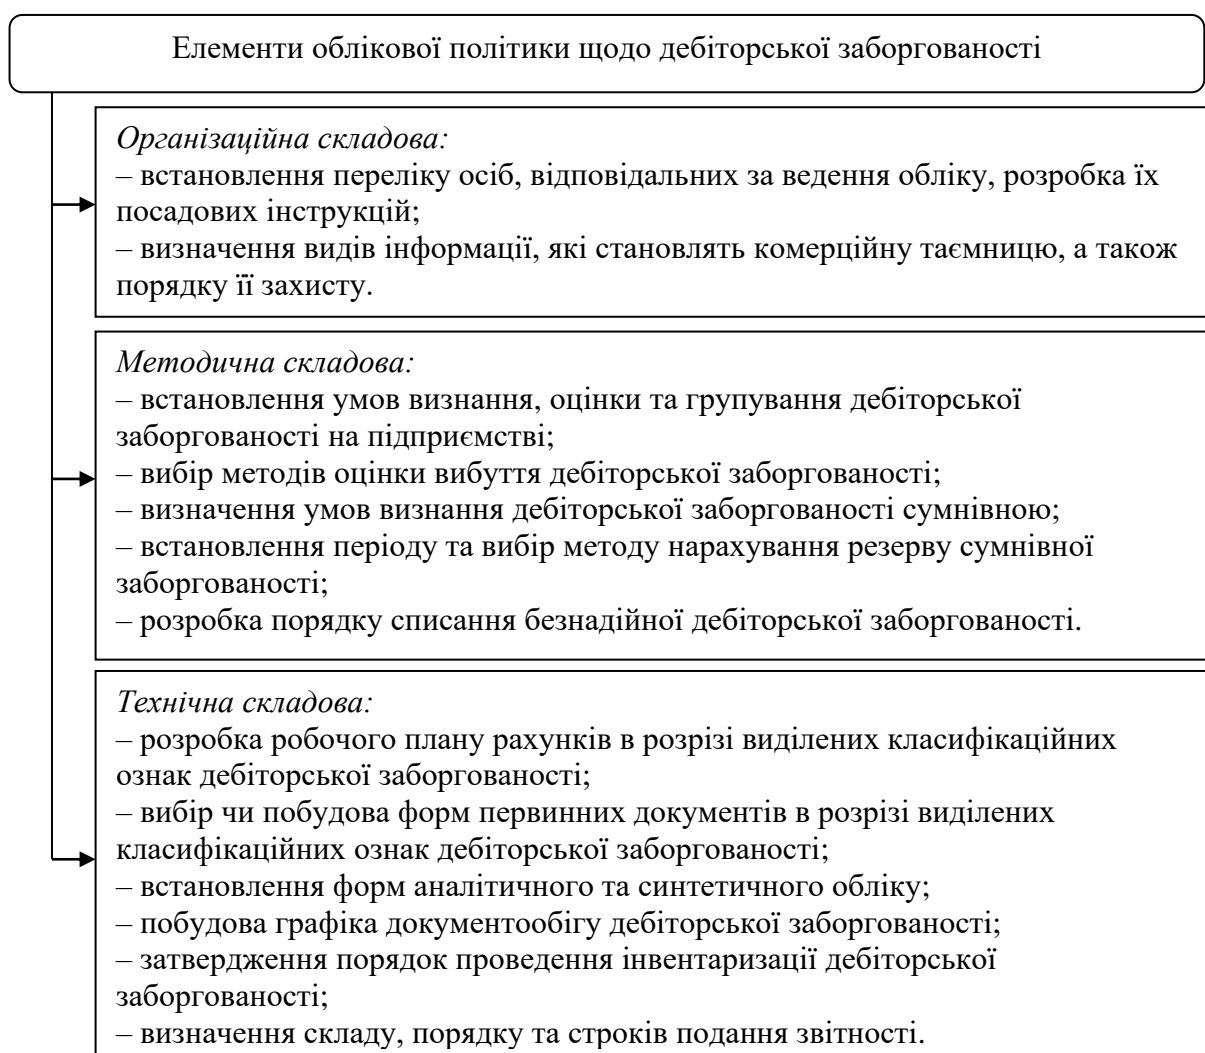 Елементи облікової політики щодо дебіторської заборгованості
Організаційна складова:
– встановлення переліку осіб, відповідальних за ведення обліку, розробка їх
посадових інструкцій;
– визначення видів інформації, які становлять комерційну таємницю, а також
порядку її захисту.
Методична складова:
– встановлення умов визнання, оцінки та групування дебіторської
заборгованості на підприємстві;
– вибір методів оцінки вибуття дебіторської заборгованості;
– визначення умов визнання дебіторської заборгованості сумнівною;
– встановлення періоду та вибір методу нарахування резерву сумнівної
заборгованості;
– розробка порядку списання безнадійної дебіторської заборгованості.
Технічна складова:
– розробка робочого плану рахунків в розрізі виділених класифікаційних
ознак дебіторської заборгованості;
– вибір чи побудова форм первинних документів в розрізі виділених
класифікаційних ознак дебіторської заборгованості;
– встановлення форм аналітичного та синтетичного обліку;
– побудова графіка документообігу дебіторської заборгованості;
– затвердження порядок проведення інвентаризації дебіторської
заборгованості;
– визначення складу, порядку та строків подання звітності.